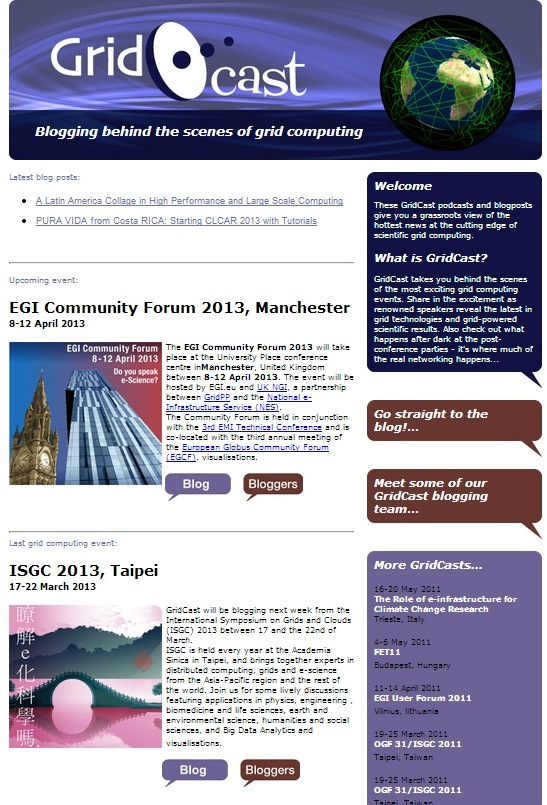 Gridcast
Blogging behind the scenes of grid computing
Latest blog posts:
A Latin America Collage in High Performance and Large Scale Computing
PURA VIDA from Costa RICA: Starting CLCAR 2013 with Tutorials
Upcoming event:
EGI Community Forum 2013, Manchester
8-12 April 2013
EGI Community Forum
8-12 April 2013
Do you speak
e-Science?
The EGI Community Forum 2013 will take
place at the University Place conference
centre inManchester, United Kingdom
between 8-12 April 2013. The event will be
hosted by EGI.eu and UK NGI, a partnership
between GridPP and the National e-
Infrastructure Service (NES).
The Community Forum is held in conjunction
with the 3rd EMI Technical Conference and is
co-located with the third annual meeting of
the European Globus Community Forum
(EGCF). visualisations.
Blog
Bloggers
Last grid computing event:
ISGC 2013, Taipei
17-22 March 2013
瞭解e化科學嗎
GridCast will be blogging next week from the
International Symposium on Grids and Clouds
(ISGC) 2013 between 17 and the 22nd of
March.
ISGC is held every year at the Academia
Sinica in Taipei, and brings together experts in
distributed computing, grids and e-science
from the Asia-Pacific region and the rest of
the world. Join us for some lively discussions
featuring applications in physics, engineering ,
biomedicine and life sciences, earth and
environmental science, humanities and social
sciences, and Big Data Analytics and
visualisations.
Blog
Bloggers
Welcome
These GridCast podcasts and blogposts
give you a grassroots view of the
hottest news at the cutting edge of
scientific grid computing.
What is GridCast?
GridCast takes you behind the scenes
of the most exciting grid computing
events. Share in the excitement as
renowned speakers reveal the latest in
grid technologies and grid-powered
scientific results. Also check out what
happens after dark at the post-
conference parties - it's where much of
the real networking happens...
Go straight to the
blog!...
Meet some of our
GridCast blogging
team...
More GridCasts...
16-20 May 2011
The Role of e-infrastructure for
Climate Change Research
Trieste, Italy
4-6 May 2011
FET11
Budapest, Hungary
11-14 April 2011
EGI User Forum 2011
Vilnius, lithuania
19-25 March 2011
OGF 31/ISGC 2011
Taipei, Taiwan
19-25 March 2011
OGF 31/ISGC 2011
Taipei, Taiwan